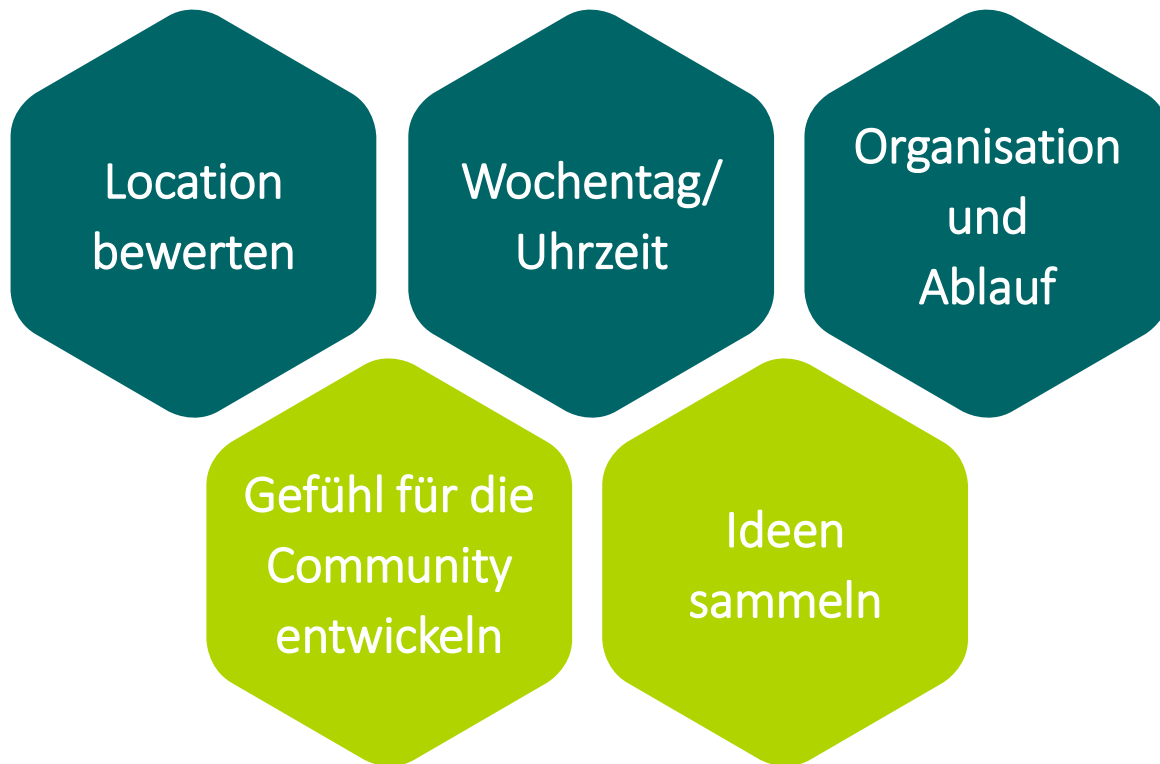 Location
bewerten
Wochentag/
Uhrzeit
Organisation
und
Ablauf
Gefühl für die
Community
entwickeln
Ideen
sammeln